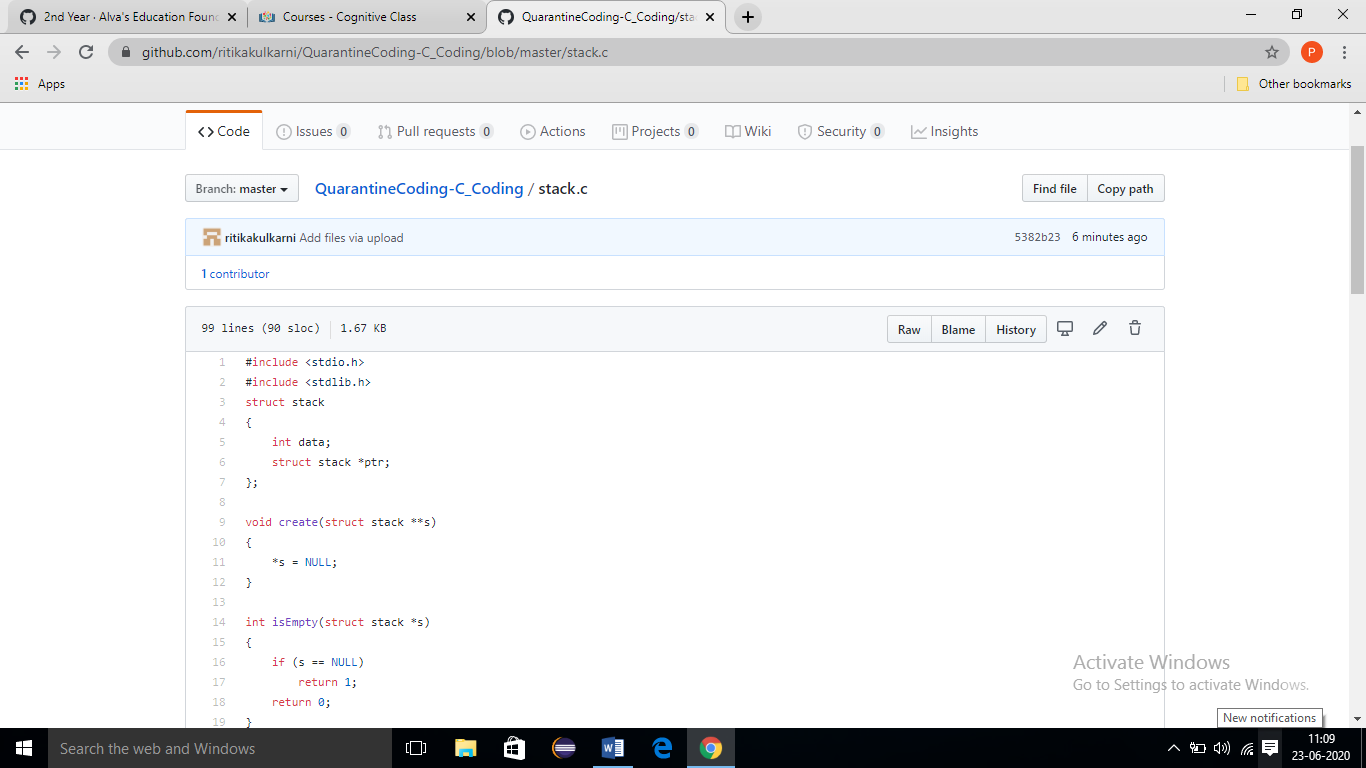 2nd Year · Alva's Education Foun
Courses - Cognitive Class
QuarantineCoding-C_Coding/sta
github.com/ritikakulkarni/QuarantineCoding-C_Coding/blob/master/stack.c
P
Apps
Other bookmarks
Code
Issues 0
Pull requests 0
Actions
Projects 0
Wiki
Security 0
Insights
Branch: master
QuarantineCoding-C_Coding / stack.c
Find file
Copy path
ritikakulkarni Add files via upload
5382b23 6 minutes ago
1 contributor
99 lines (90 sloc) 1.67 KB
Raw
Blame
History
1 #include <stdio.h>
2 #include <stdlib.h>
3 struct stack
4 {
5 int data;
6 struct stack *ptr;
7 };
8
9 void create(struct stack **s)
10 {
11 *s = NULL;
12 }
13
14 int isEmpty(struct stack *s)
15 {
16 if (s == NULL)
17 return 1;
18 return 0;
19 }
Activate Windows
Go to Settings to activate Windows.
New notifications
Search the web and Windows
W
11:09
23-06-2020